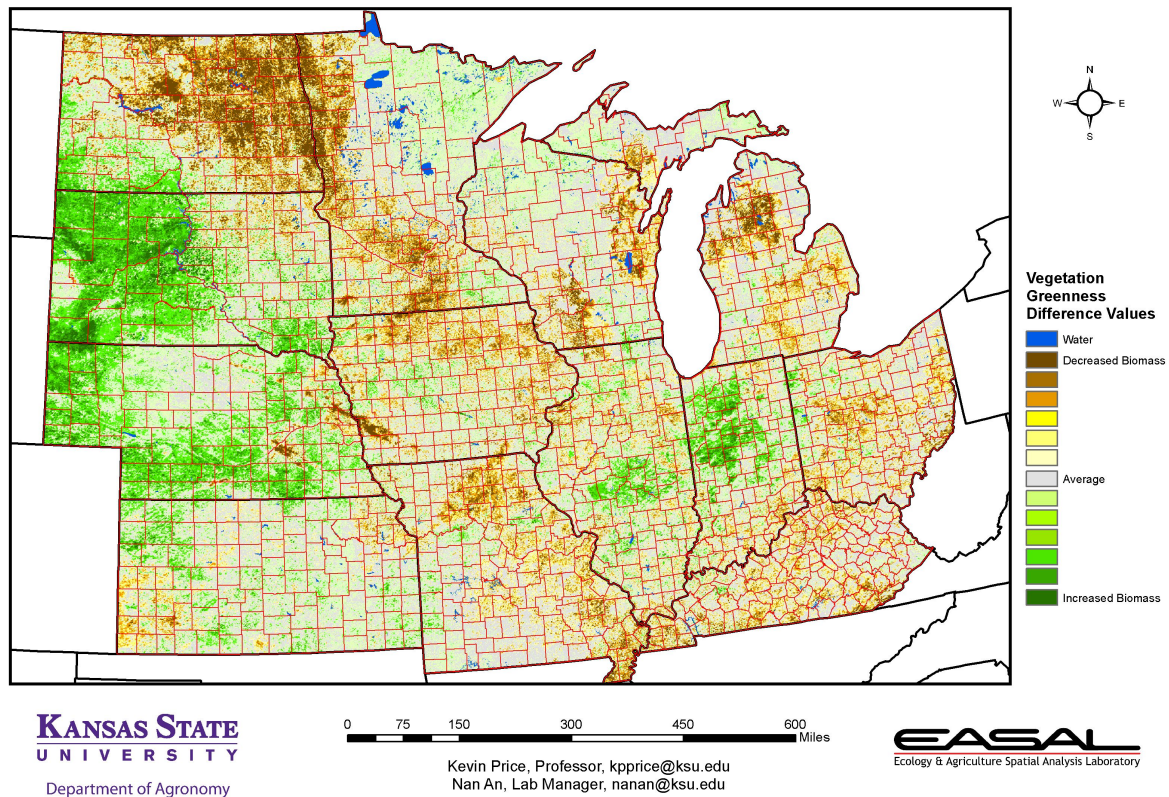 N
W E
S
Vegetation
Greenness
Difference Values
Water
Decreased Biomass
Average
Increased Biomass
0 75 150 300 450 600
Miles
KANSAS STATE
UNIVERSITY
Department of Agronomy
Kevin Price, Professor, kpprice@ksu.edu
Nan An, Lab Manager, nanan@ksu.edu
EASAL
Ecology & Agriculture Spatial Analysis Laboratory